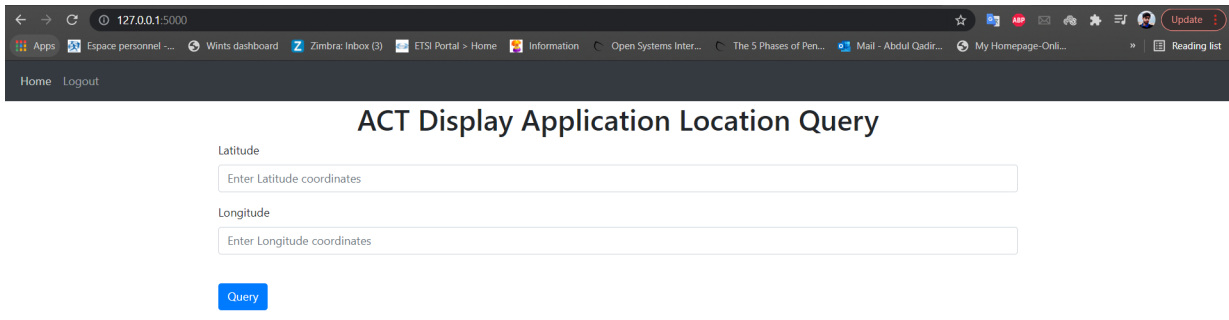 127.0.0.1:5000
ABP
Update
Apps Espace personnel -... Wints dashboard Z Zimbra: Inbox (3) ETSI Portal > Home Information Open Systems Inter... The 5 Phases of Pen... Mail - Abdul Qadir... My Homepage-Onli... » Reading list
Home Logout
ACT Display Application Location Query
Latitude
Enter Latitude coordinates
Longitude
Enter Longitude coordinates
Query